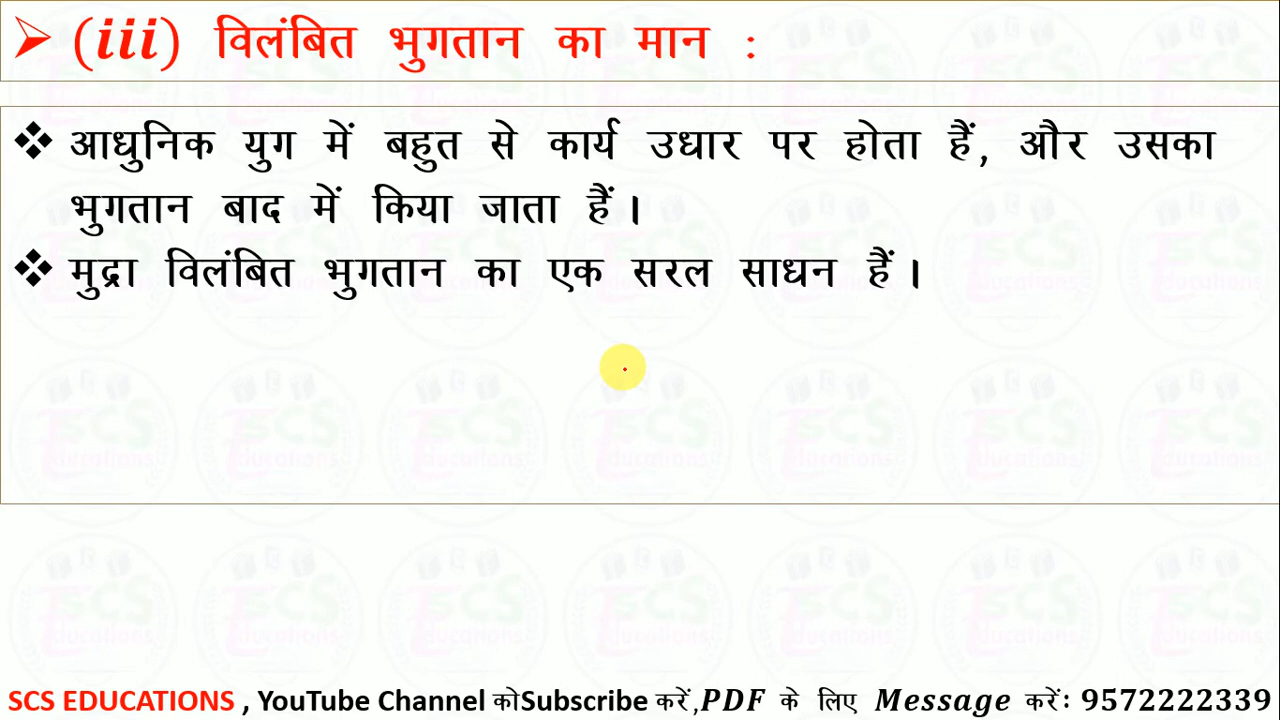 (iii) विलंबित भुगतान का मान :
आधुनिक युग में बहुत से कार्य उधार पर होता हैं, और उसका
भुगतान बाद में किया जाता हैं।
मुद्रा विलंबित भुगतान का एक सरल साधन हैं।
SCS EDUCATIONS , YouTube Channel कोSubscribe करें,PDF के लिए Message करें: 9572222339